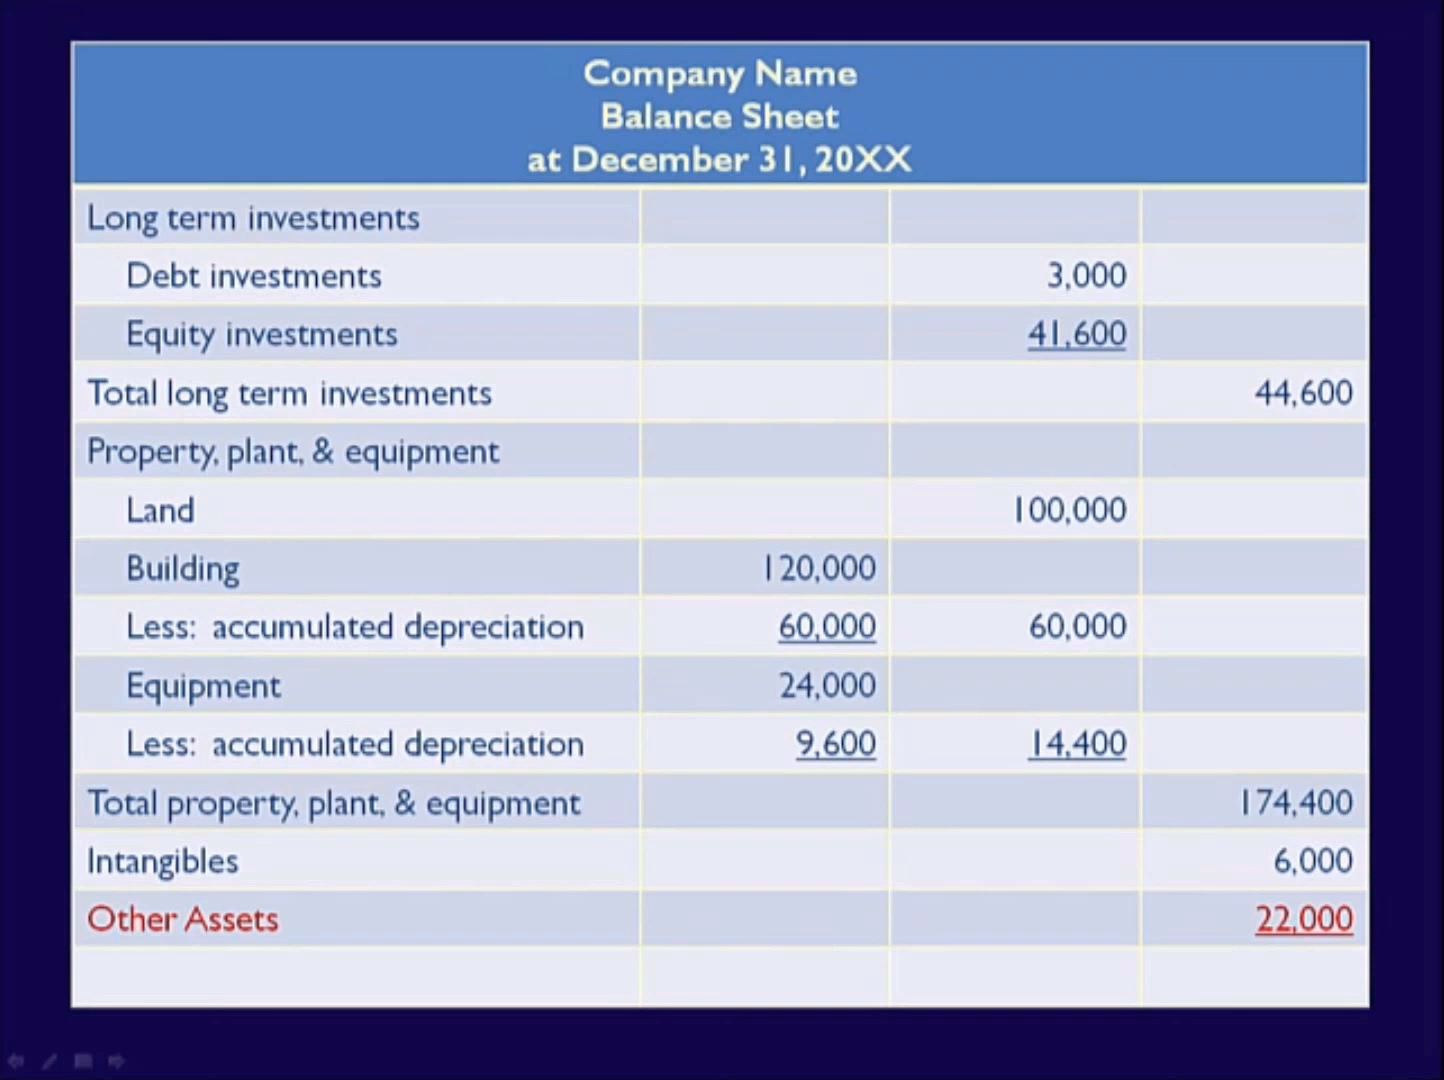 Company Name
Balance Sheet
at December 31, 20XX
Long term investments
Debt investments 3,000
Equity investments 41,600
Total long term investments 44,600
Property, plant, & equipment
Land 100,000
Building 120,000
Less: accumulated depreciation 60,000 60,000
Equipment 24,000
Less: accumulated depreciation 9,600 14,400
Total property, plant, & equipment 174,400
Intangibles 6,000
Other Assets 22,000